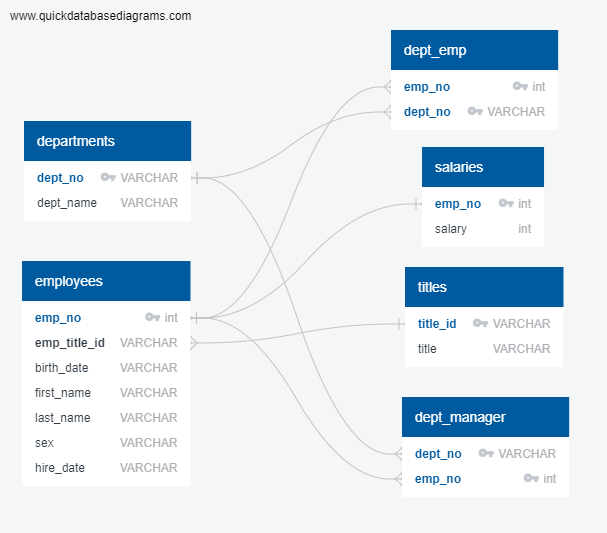 www.quickdatabasediagrams.com
departments
dept_no VARCHAR
dept_name VARCHAR
employees
emp_no int
emp_title_id VARCHAR
birth_date VARCHAR
first_name VARCHAR
last_name VARCHAR
sex VARCHAR
hire_date VARCHAR
dept_emp
emp_no int
dept_no VARCHAR
salaries
emp_no int
salary int
titles
title_id VARCHAR
title VARCHAR
dept_manager
dept_no VARCHAR
emp_no int